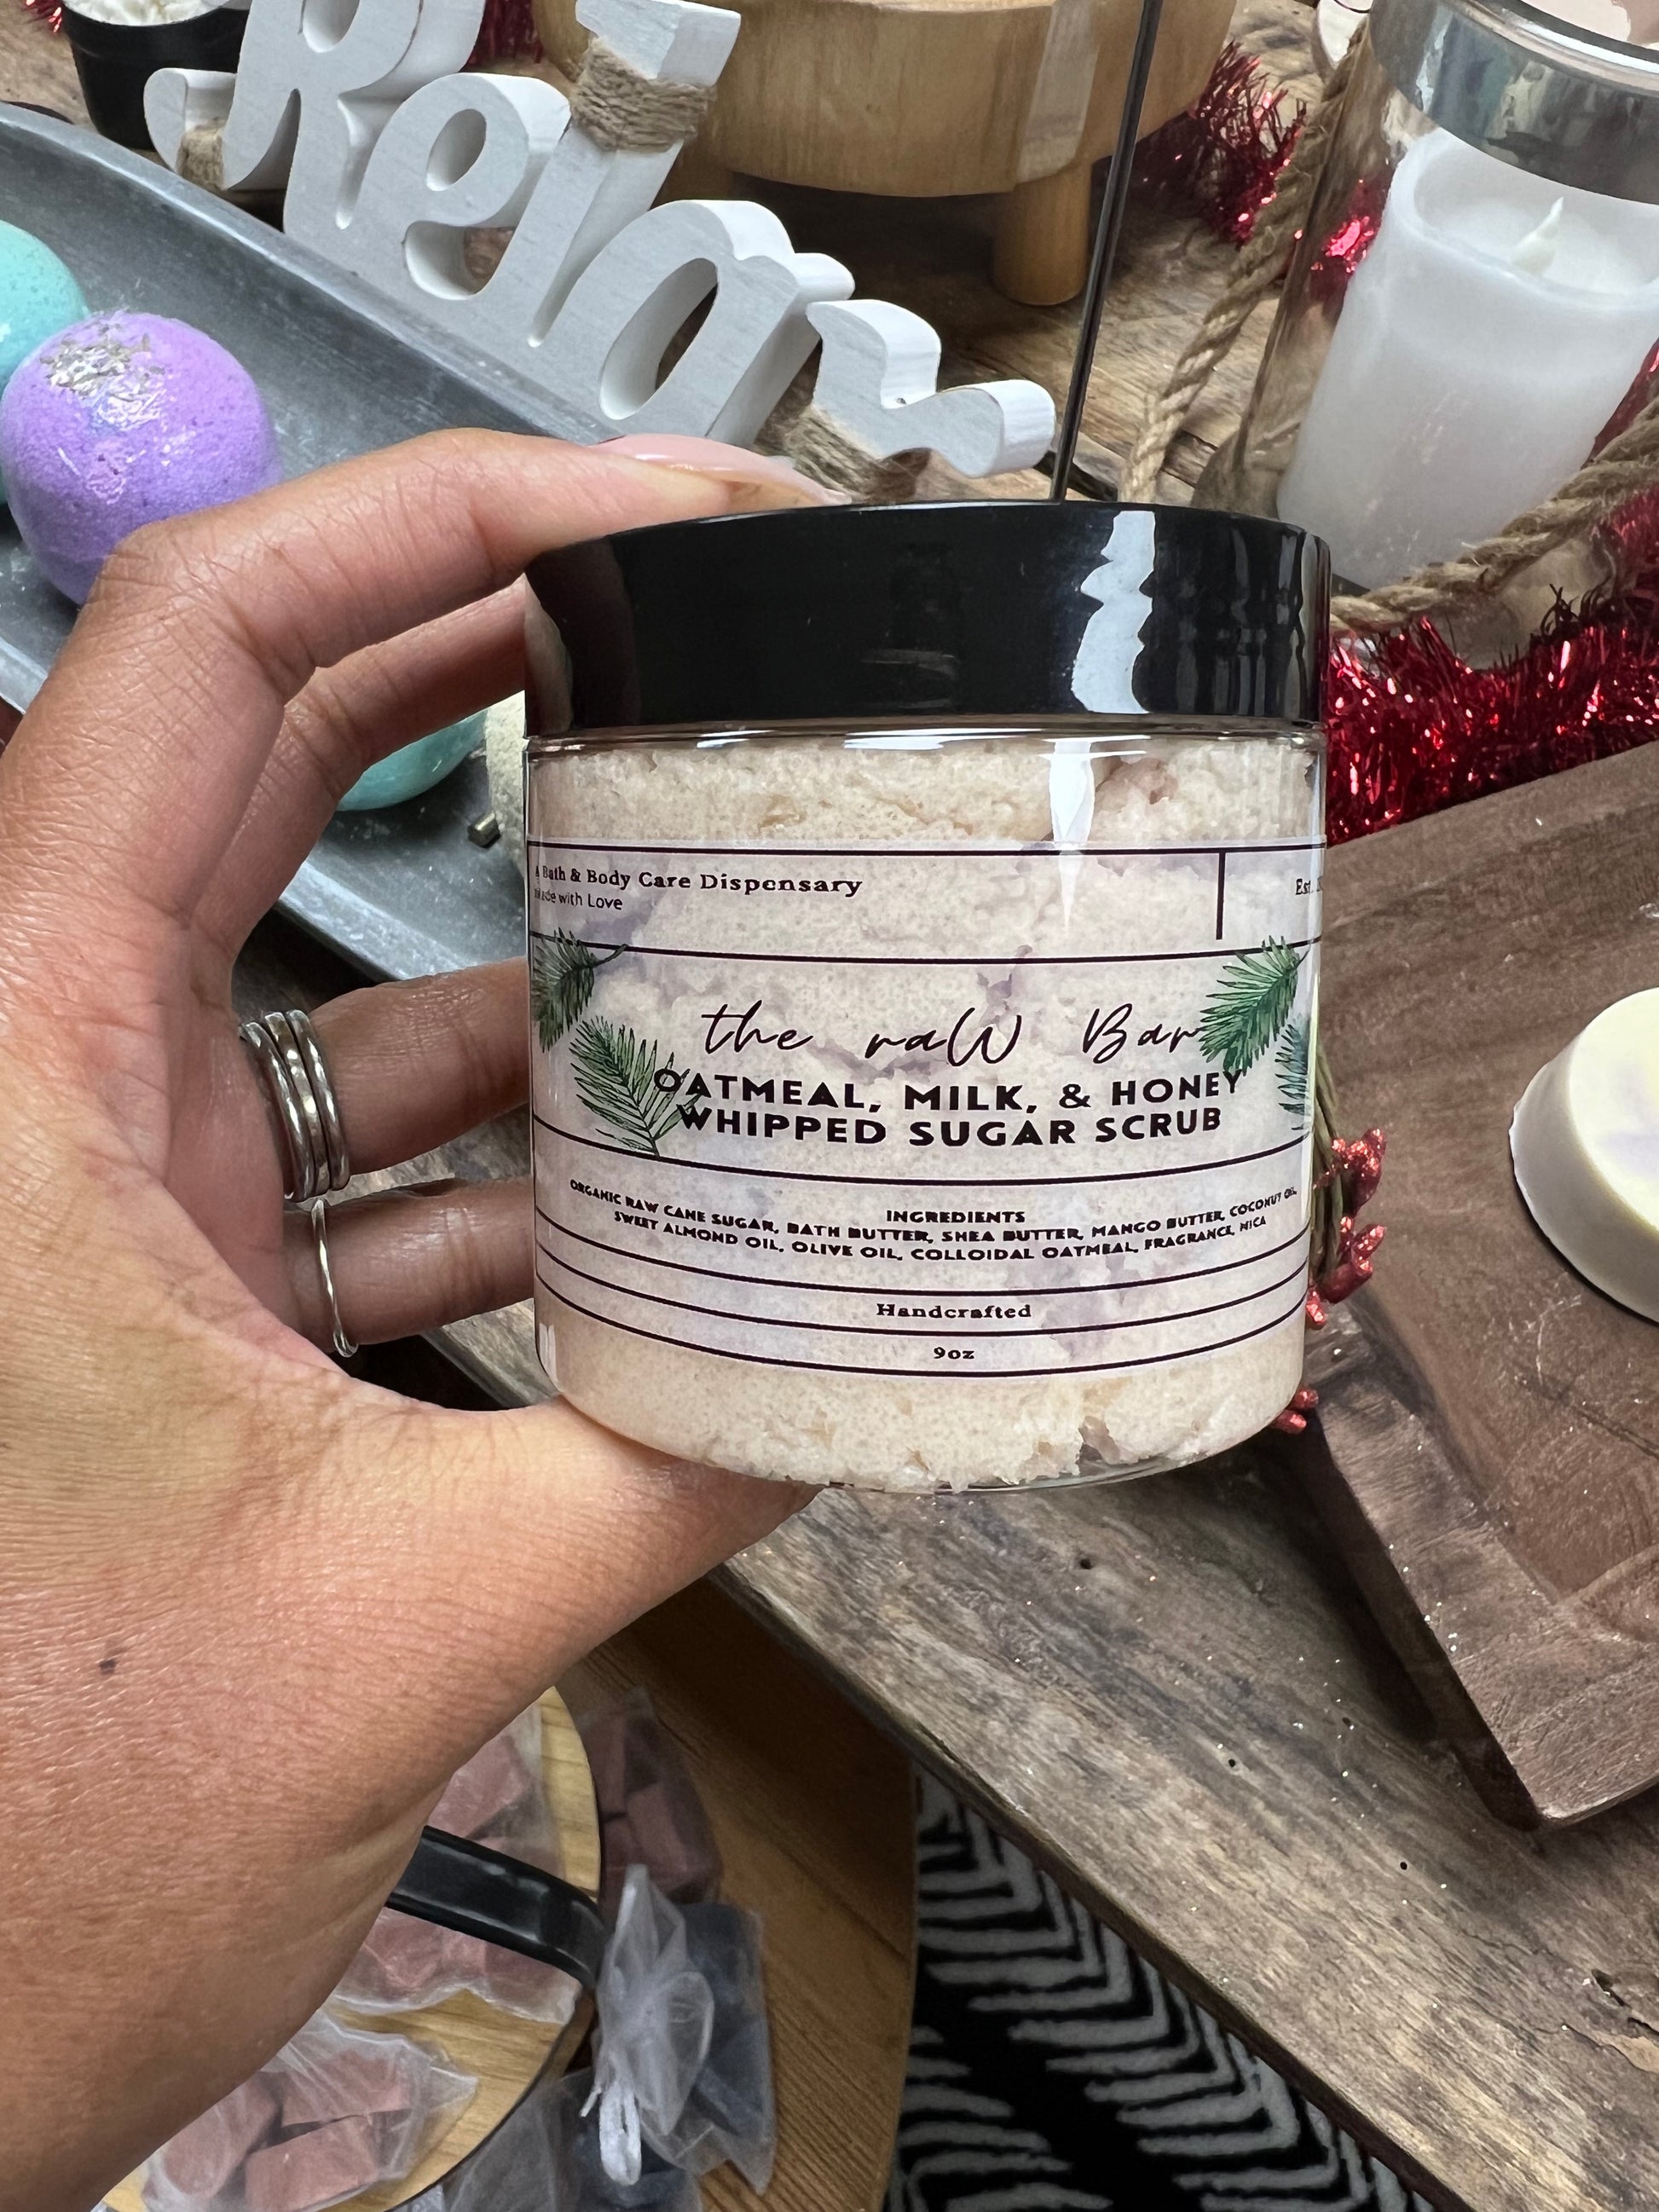 Relax
A Bath & Body Care Dispensary
Made with Love
Est.
the raW Bar
OATMEAL, MILK, & HONEY
WHIPPED SUGAR SCRUB
INGREDIENTS
ORGANIC RAW CANE SUGAR, BATH BUTTER, SHEA BUTTER, MANGO BUTTER, COCONUT OIL,
SWEET ALMOND OIL, OLIVE OIL, COLLOIDAL OATMEAL, FRAGRANCE, MICA
Handcrafted
9oz